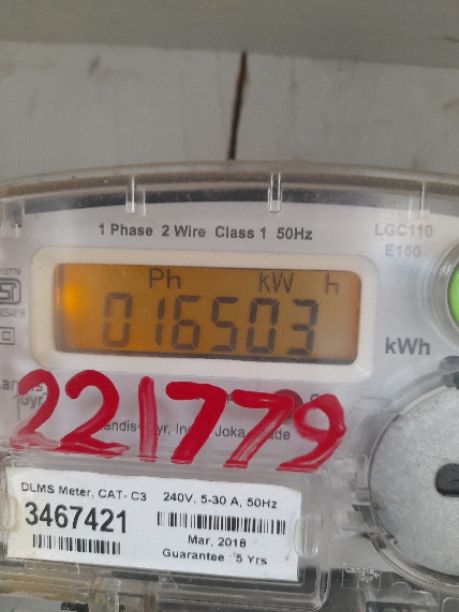 1 Phase 2 Wire Class 1 50Hz
LGC110
E150
Ph kW h
016503
kWh
221779
DLMS Meter, CAT- C3 240V, 5-30 A, 50Hz
3467421
Mar, 2018
Guarantee : 5 Yrs